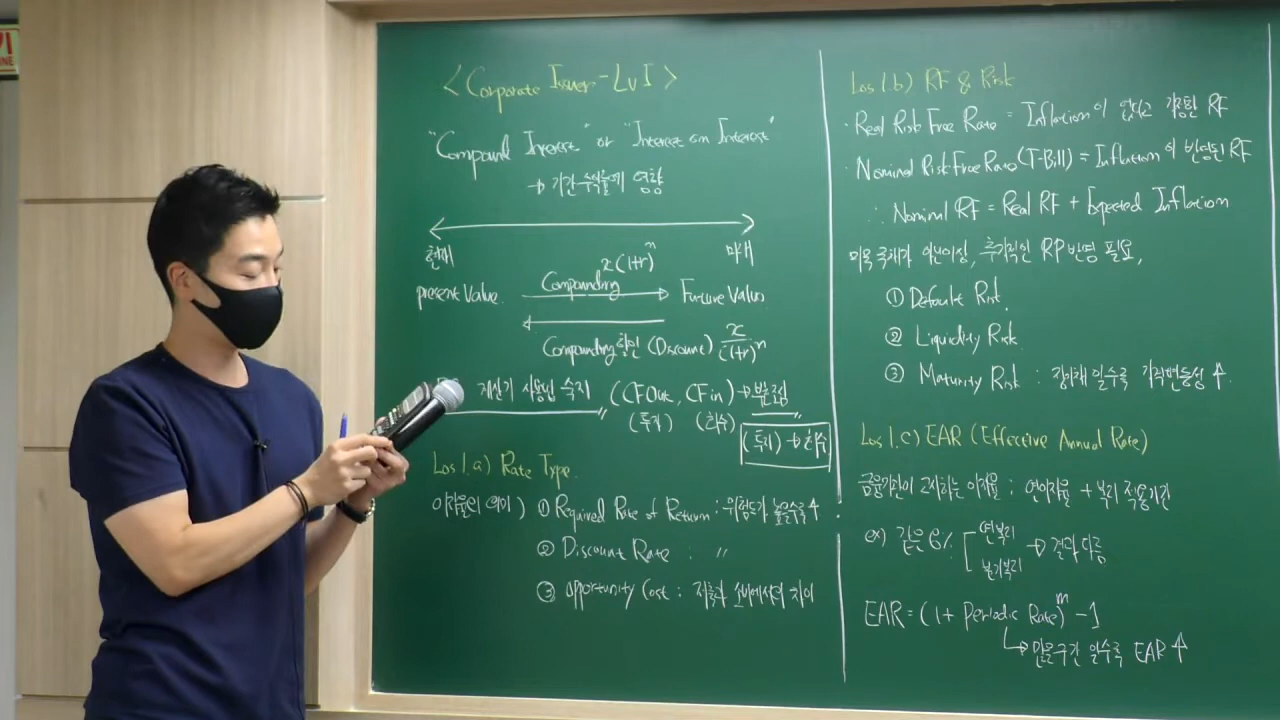 <Corporate Issuer - Lv I>
"Compound Interest" or "Interest on Interest"
→ 기간 수익률에 영향
현재 미래
x(1+r)^n
present Value Compounding Future Value
Compounding 할인 (Discount) x/(1+r)^n
계산기 사용법 숙지 (CFOut, CFin) →
(투자) (회수)
(투자) → 회수
Los 1.a) Rate Type.
이자율의 의미) ① Required Rate of Return : 위험도가 높을수록 ↑
② Discount Rate : "
③ Opportunity Cost : 저축과 소비에서의 차이
Los 1.b) RF & Risk
· Real Risk Free Rate = Inflation이 없다고 가정한 RF
· Nominal Risk Free Rate (T-Bill) = Inflation이 반영된 RF
∴ Nominal RF = Real RF + Expected Inflation
미국 국채가 아닌이상, 추가적인 RP 반영 필요,
① Default Risk.
② Liquidity Risk.
③ Maturity Risk : 장기채 일수록 가격변동성 ↑.
Los 1.c) EAR (Effective Annual Rate)
금융기관이 고시하는 이자율 : 연이자율 + 복리 적용기간
ex) 같은 6% [ 연복리 → 결과 다름
분기복리
EAR = (1 + Periodic Rate)^m - 1
↳ 많을구간 일수록 EAR ↑